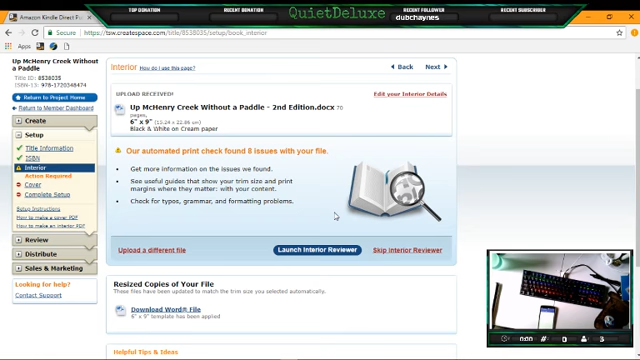 TOP DONATION
RECENT DONATION
RECENT FOLLOWER
RECENT SUBSCRIBER
QuietDeluxe
dubchaynes
Amazon Kindle Direct Pu
Secure
https://tsw.createspace.com/title/8538035/setup/book_interior
Apps
Up McHenry Creek Without
a Paddle
Title ID: 8538035
ISBN-13: 978-1720348474
Return to Project Home
Return to Member Dashboard
Create
Setup
Title Information
ISBN
Interior
Action Required
Cover
Complete Setup
Setup Instructions
How to make a cover PDF
How to make an interior PDF
Review
Distribute
Sales & Marketing
Looking for help?
Contact Support
Interior
How do I use this page?
Back
Next
UPLOAD RECEIVED!
Edit your Interior Details
Up McHenry Creek Without a Paddle - 2nd Edition.docx 70
pages,
6" x 9" (15.24 x 22.86 cm)
Black & White on Cream paper
Our automated print check found 8 issues with your file.
Get more information on the issues we found.
See useful guides that show your trim size and print
margins where they matter: with your content.
Check for typos, grammar, and formatting problems.
Upload a different file
Launch Interior Reviewer
Skip Interior Reviewer
Resized Copies of Your File
These files have been updated to match the trim size you selected automatically.
Download Word® File
6" x 9" template has been applied
Helpful Tips & Ideas
0:00
0
3